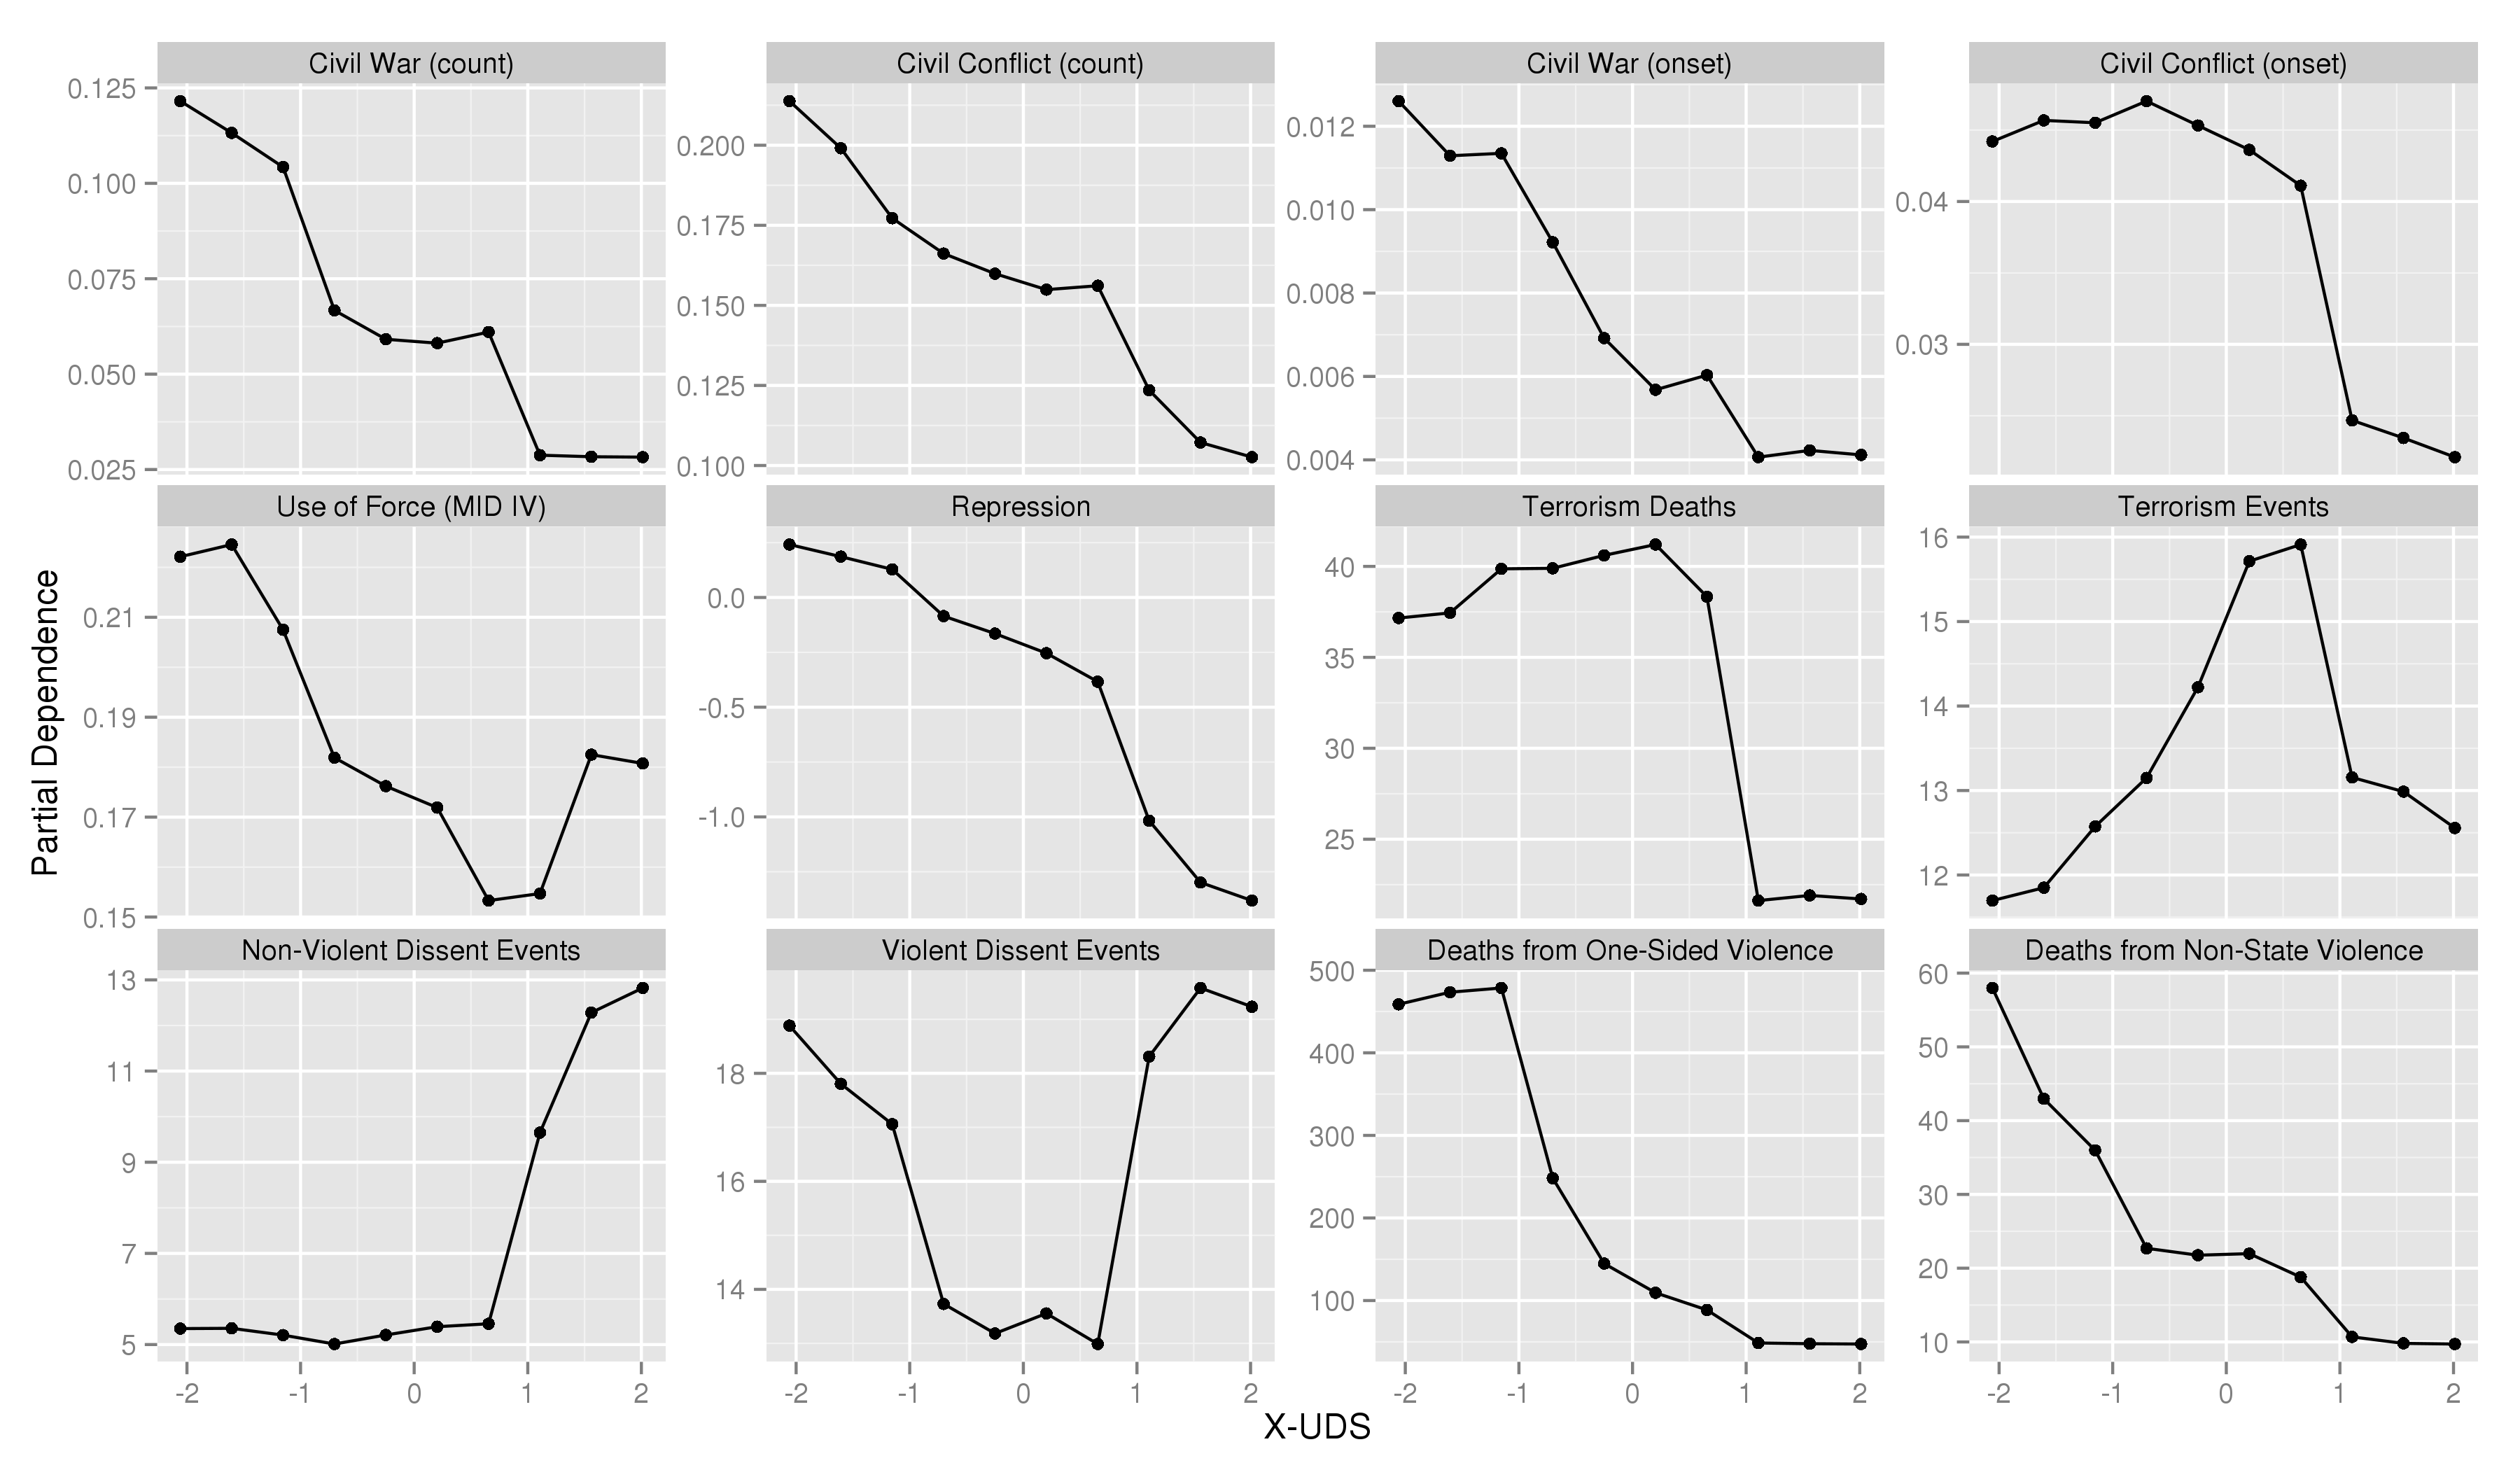 Civil War (count)
Civil Conflict (count)
Civil War (onset)
Civil Conflict (onset)
0.125
0.100
0.075
0.050
0.025
0.200
0.175
0.150
0.125
0.100
0.012
0.010
0.008
0.006
0.004
0.04
0.03
Use of Force (MID IV)
Repression
Terrorism Deaths
Terrorism Events
0.21
0.19
0.17
0.15
0.0
-0.5
-1.0
40
35
30
25
16
15
14
13
12
Partial Dependence
Non-Violent Dissent Events
Violent Dissent Events
Deaths from One-Sided Violence
Deaths from Non-State Violence
13
11
9
7
5
18
16
14
500
400
300
200
100
60
50
40
30
20
10
-2 -1 0 1 2
-2 -1 0 1 2
-2 -1 0 1 2
-2 -1 0 1 2
X-UDS